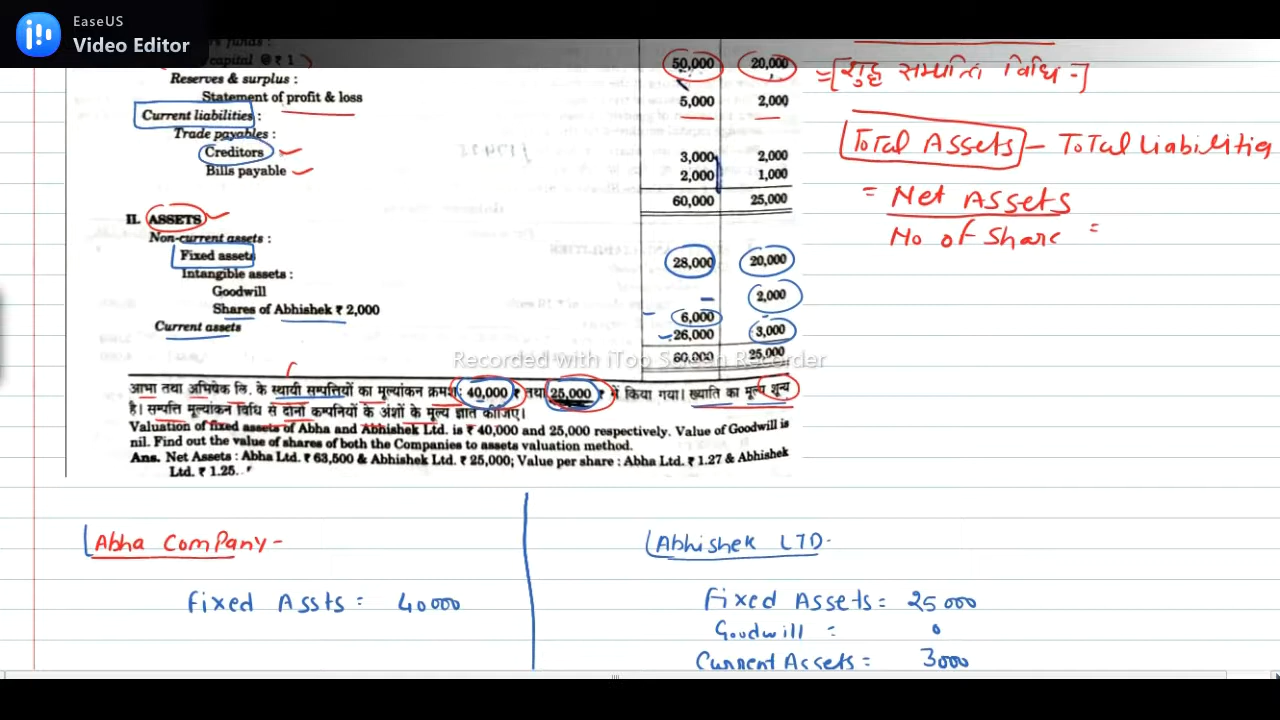 EaseUS
Video Editor
capital @ ₹ 1
50,000 20,000
Reserves & surplus :
Statement of profit & loss 5,000 2,000
Current liabilities :
Trade payables :
Creditors 3,000 2,000
Bills payable 2,000 1,000
60,000 25,000
II. ASSETS
Non-current assets :
Fixed assets 28,000 20,000
Intangible assets :
Goodwill – 2,000
Shares of Abhishek ₹ 2,000 6,000 –
Current assets 26,000 3,000
60,000 25,000
Recorded with iTop Screen Recorder
आभा तथा अभिषेक लि. के स्थायी सम्पत्तियों का मूल्यांकन क्रमशः 40,000 ₹ तथा 25,000 ₹ में किया गया। ख्याति का मूल्य शून्य
है। सम्पत्ति मूल्यांकन विधि से दोनों कम्पनियों के अंशों के मूल्य ज्ञात कीजिए।
Valuation of fixed assets of Abha and Abhishek Ltd. is ₹ 40,000 and 25,000 respectively. Value of Goodwill is
nil. Find out the value of shares of both the Companies to assets valuation method.
Ans. Net Assets : Abha Ltd. ₹ 63,500 & Abhishek Ltd. ₹ 25,000; Value per share : Abha Ltd. ₹ 1.27 & Abhishek
Ltd. ₹ 1.25.
=[शुद्ध सम्पत्ति विधि -]
Total Assets - Total Liabilities
= Net Assets
No of Share =
Abha Company -
Fixed Assts = 40000
Abhishek LTD.
Fixed Assets = 25000
Goodwill = 0
Current Assets = 3000